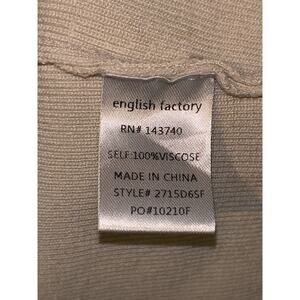 english factory
RN# 143740
SELF:100%VISCOSE
MADE IN CHINA
STYLE# 2715D6SF
PO#10210F